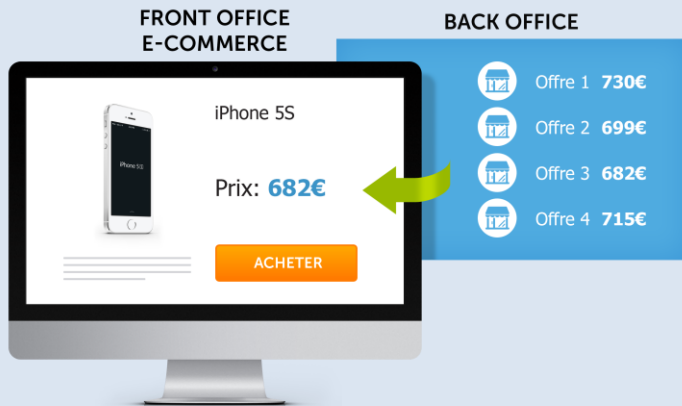 FRONT OFFICE
E-COMMERCE
iPhone 5S
iPhone 5S
Prix: 682€
ACHETER
BACK OFFICE
Offre 1 730€
Offre 2 699€
Offre 3 682€
Offre 4 715€